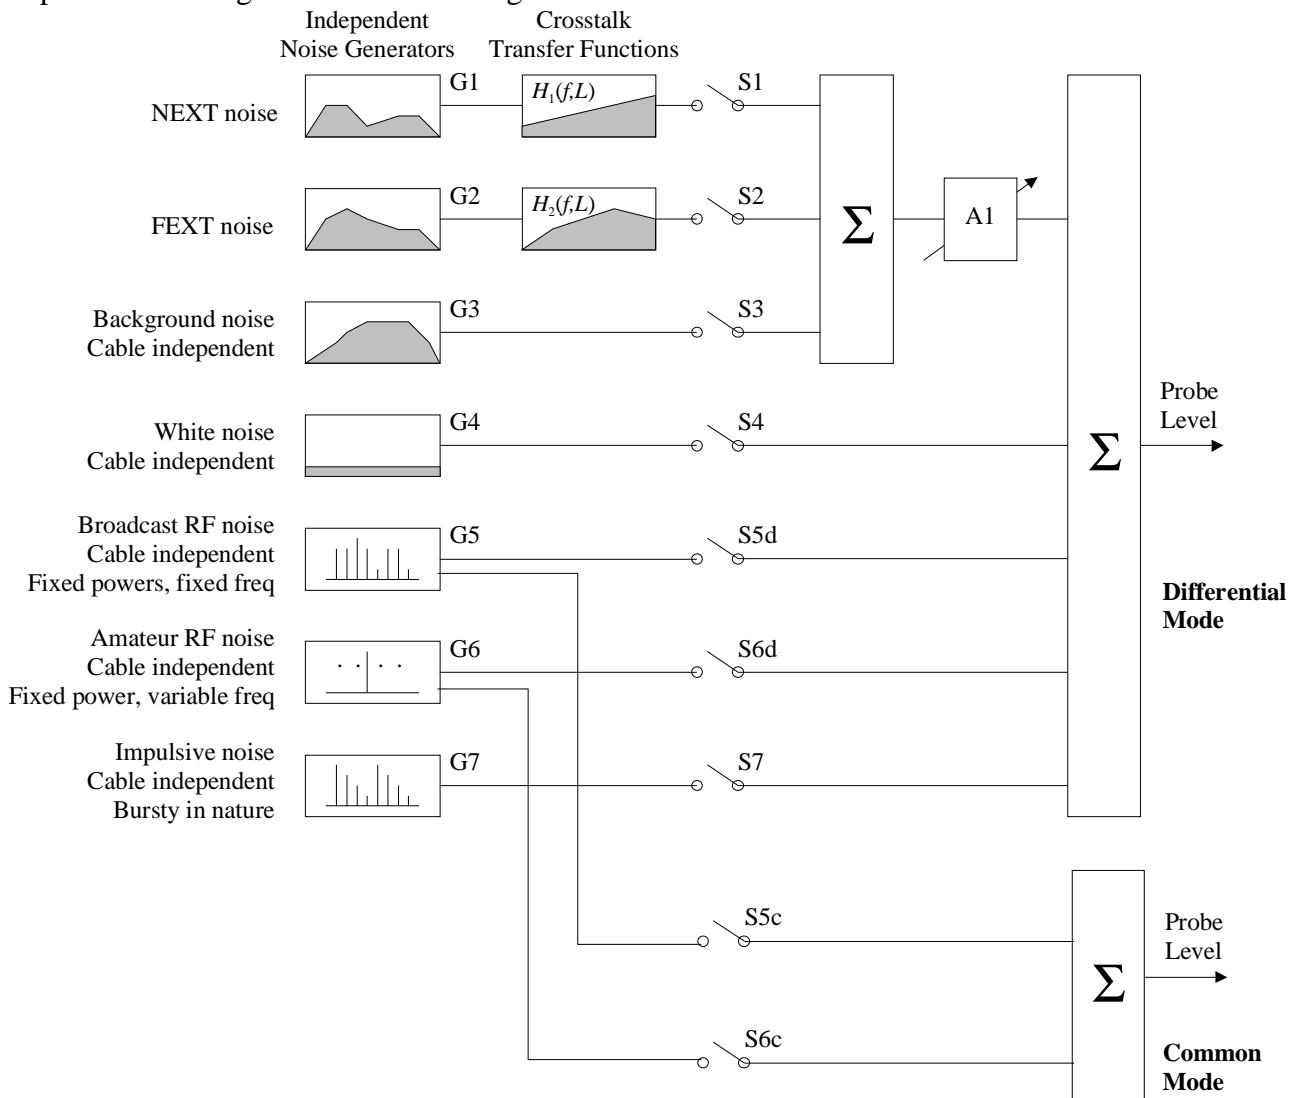 Independent
Noise Generators
Crosstalk
Transfer Functions
NEXT noise
G1
H1(f,L)
S1
FEXT noise
G2
H2(f,L)
S2
Σ
A1
Background noise
Cable independent
G3
S3
White noise
Cable independent
G4
S4
Σ
Probe
Level
Broadcast RF noise
Cable independent
Fixed powers, fixed freq
G5
S5d
Differential
Mode
Amateur RF noise
Cable independent
Fixed power, variable freq
G6
S6d
Impulsive noise
Cable independent
Bursty in nature
G7
S7
S5c
Probe
Level
Σ
S6c
Common
Mode